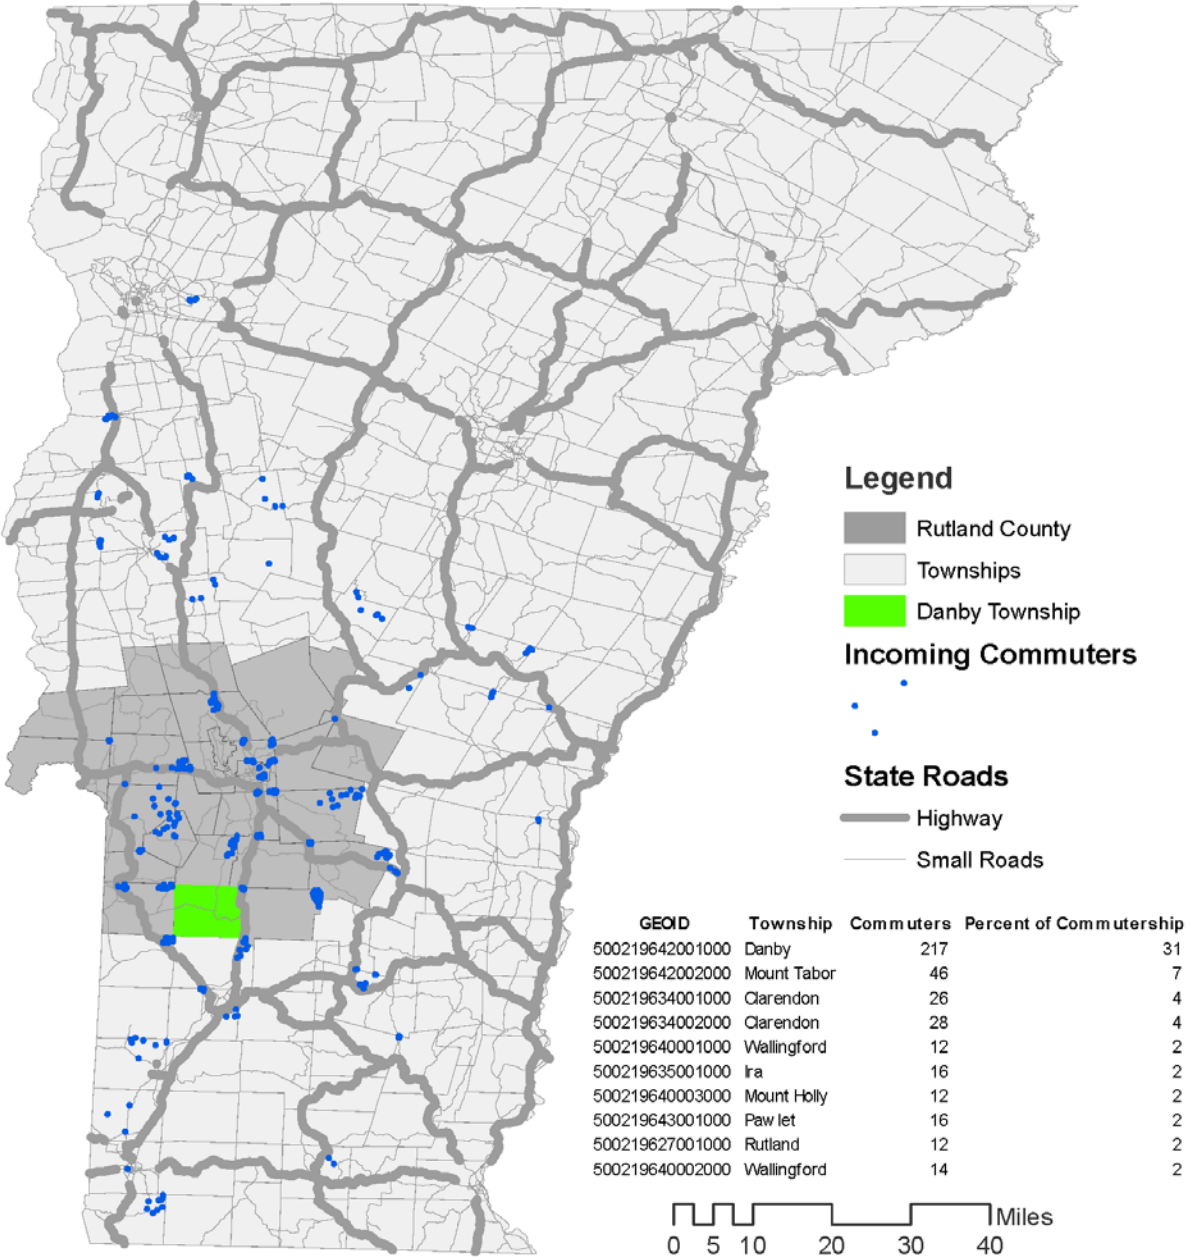 Legend
Rutland County
Townships
Danby Township
Incoming Commuters
State Roads
Highway
Small Roads
GEOID Township Commuters Percent of Commutership
500219642001000 Danby 217 31
500219642002000 Mount Tabor 46 7
500219634001000 Clarendon 26 4
500219634002000 Clarendon 28 4
500219640001000 Wallingford 12 2
500219635001000 Ira 16 2
500219640003000 Mount Holly 12 2
500219643001000 Pawlet 16 2
500219627001000 Rutland 12 2
500219640002000 Wallingford 14 2
Miles
0 5 10 20 30 40